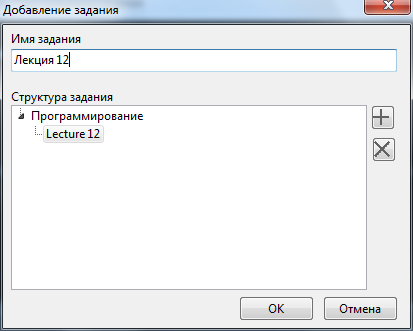 Добавление задания
Имя задания
Лекция 12
Структура задания
Программирование
Lecture 12
OK
Отмена